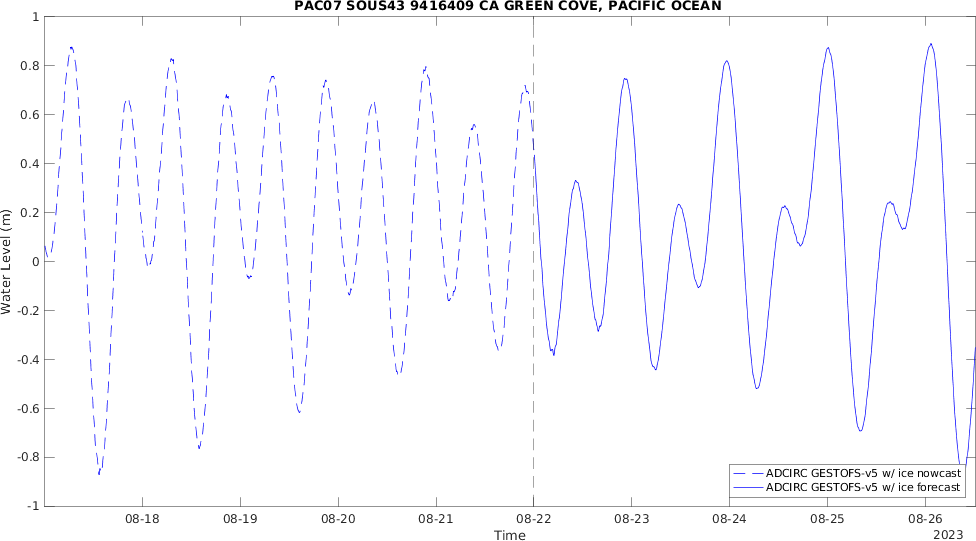 PAC07 SOUS43 9416409 CA GREEN COVE, PACIFIC OCEAN
1
0.8
0.6
0.4
0.2
0
-0.2
-0.4
-0.6
-0.8
-1
Water Level (m)
ADCIRC GESTOFS-v5 w/ ice nowcast
ADCIRC GESTOFS-v5 w/ ice forecast
08-18 08-19 08-20 08-21 08-22 08-23 08-24 08-25 08-26
Time
2023